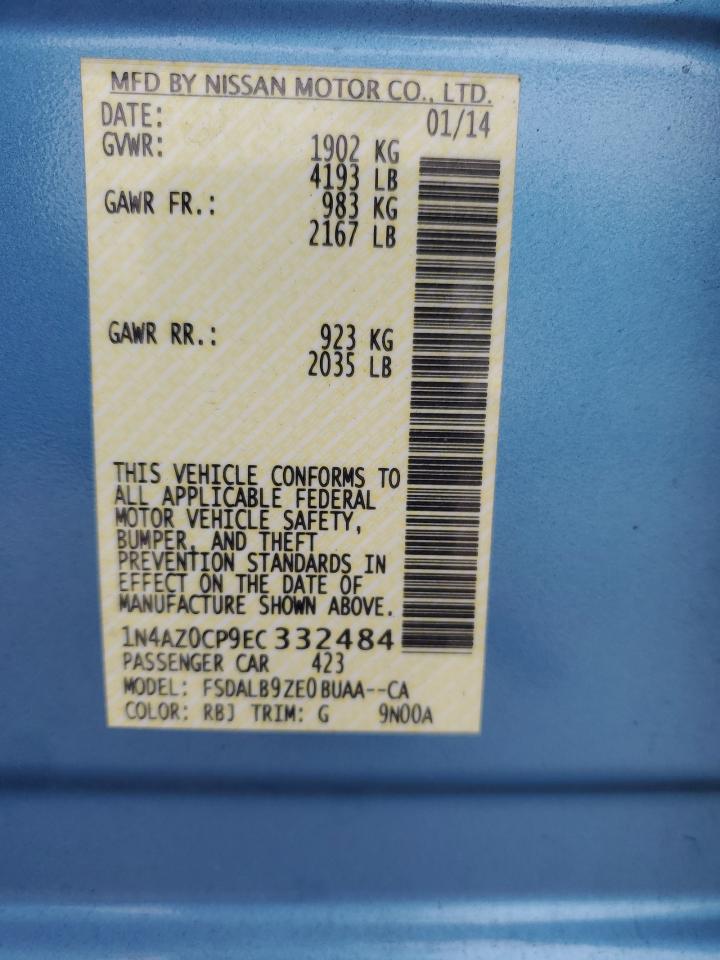 MFD BY NISSAN MOTOR CO., LTD.
DATE: 01/14
GVWR: 1902 KG
4193 LB
GAWR FR.: 983 KG
2167 LB
GAWR RR.: 923 KG
2035 LB
THIS VEHICLE CONFORMS TO
ALL APPLICABLE FEDERAL
MOTOR VEHICLE SAFETY,
BUMPER, AND THEFT
PREVENTION STANDARDS IN
EFFECT ON THE DATE OF
MANUFACTURE SHOWN ABOVE.
1N4AZ0CP9EC 332484
PASSENGER CAR 423
MODEL: FSDALB9ZE0BUAA--CA
COLOR: RBJ TRIM: G 9N00A